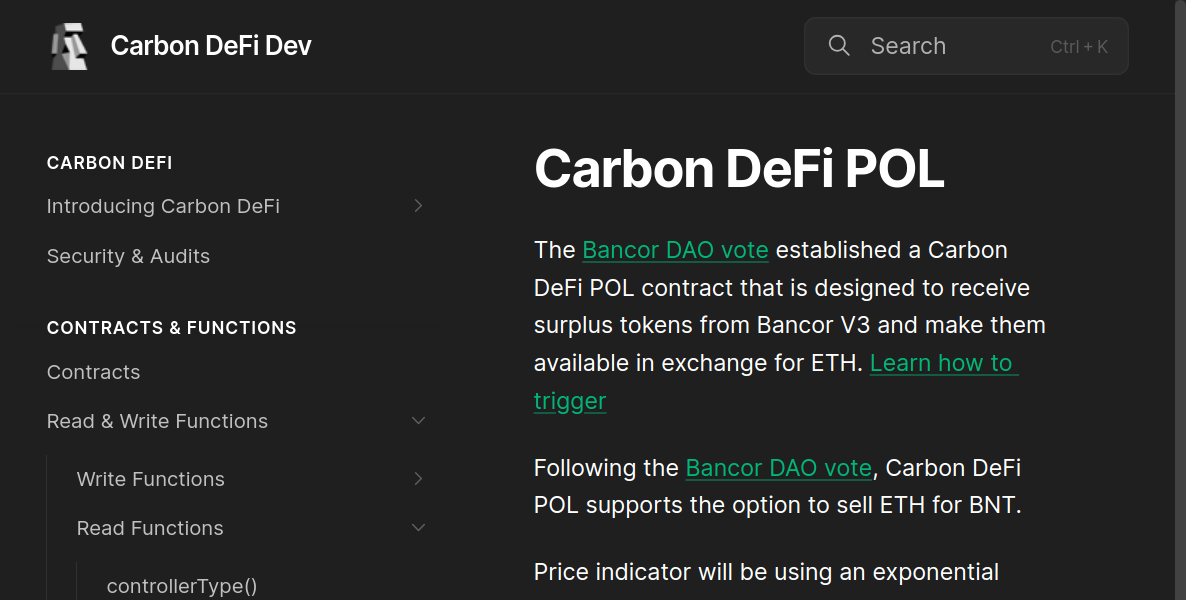 Carbon DeFi Dev
Search
Ctrl + K
CARBON DEFI
Introducing Carbon DeFi
Security & Audits
CONTRACTS & FUNCTIONS
Contracts
Read & Write Functions
Write Functions
Read Functions
controllerType()
Carbon DeFi POL
The Bancor DAO vote established a Carbon
DeFi POL contract that is designed to receive
surplus tokens from Bancor V3 and make them
available in exchange for ETH. Learn how to
trigger
Following the Bancor DAO vote, Carbon DeFi
POL supports the option to sell ETH for BNT.
Price indicator will be using an exponential